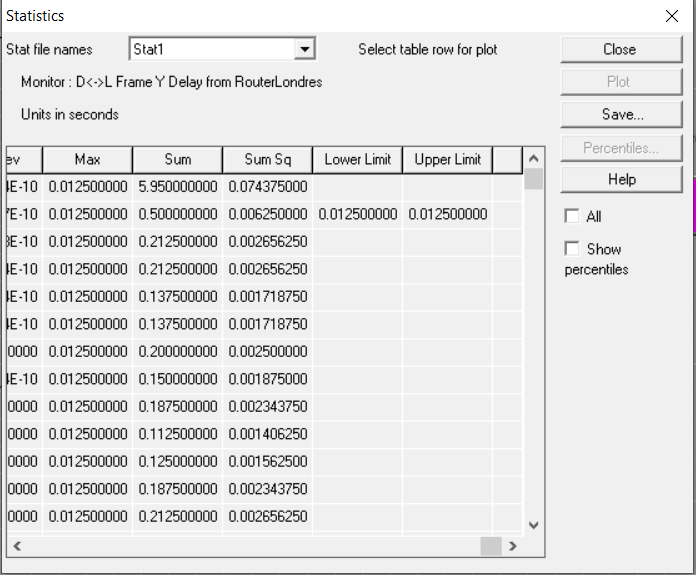 Statistics
Stat file names Stat1 Select table row for plot Close
Monitor : D<->L Frame Y Delay from RouterLondres Plot
Units in seconds Save...
Percentiles...
Help
All
Show
percentiles
ev Max Sum Sum Sq Lower Limit Upper Limit
4E-10 0.012500000 5.950000000 0.074375000
7E-10 0.012500000 0.500000000 0.006250000 0.012500000 0.012500000
E-10 0.012500000 0.212500000 0.002656250
4E-10 0.012500000 0.212500000 0.002656250
4E-10 0.012500000 0.137500000 0.001718750
4E-10 0.012500000 0.137500000 0.001718750
0000 0.012500000 0.200000000 0.002500000
4E-10 0.012500000 0.150000000 0.001875000
0000 0.012500000 0.187500000 0.002343750
0000 0.012500000 0.112500000 0.001406250
0000 0.012500000 0.125000000 0.001562500
0000 0.012500000 0.187500000 0.002343750
0000 0.012500000 0.212500000 0.002656250